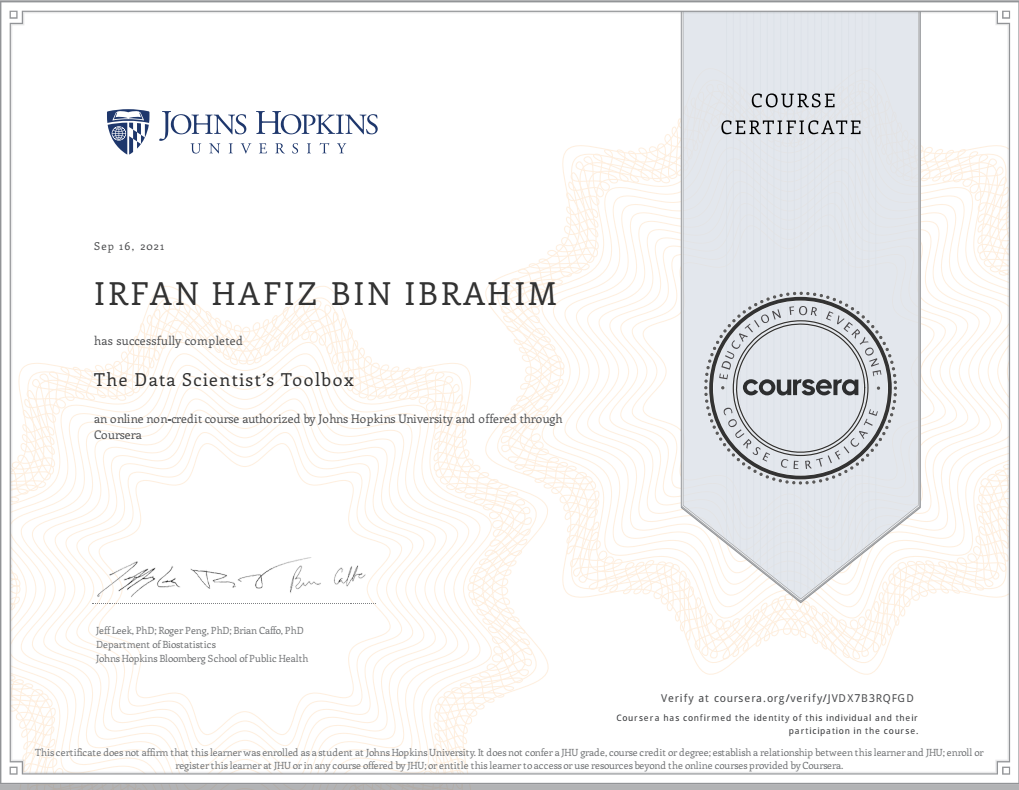 JOHNS HOPKINS
UNIVERSITY
COURSE
CERTIFICATE
Sep 16, 2021
IRFAN HAFIZ BIN IBRAHIM
has successfully completed
The Data Scientist’s Toolbox
an online non-credit course authorized by Johns Hopkins University and offered through
Coursera
EDUCATION FOR EVERYONE
coursera
COURSE CERTIFICATE
Jeff Leek, PhD; Roger Peng, PhD; Brian Caffo, PhD
Department of Biostatistics
Johns Hopkins Bloomberg School of Public Health
Verify at coursera.org/verify/JVDX7B3RQFGD
Coursera has confirmed the identity of this individual and their
participation in the course.
This certificate does not affirm that this learner was enrolled as a student at Johns Hopkins University. It does not confer a JHU grade, course credit or degree; establish a relationship between this learner and JHU; enroll or
register this learner at JHU or in any course offered by JHU; or entitle this learner to access or use resources beyond the online courses provided by Coursera.